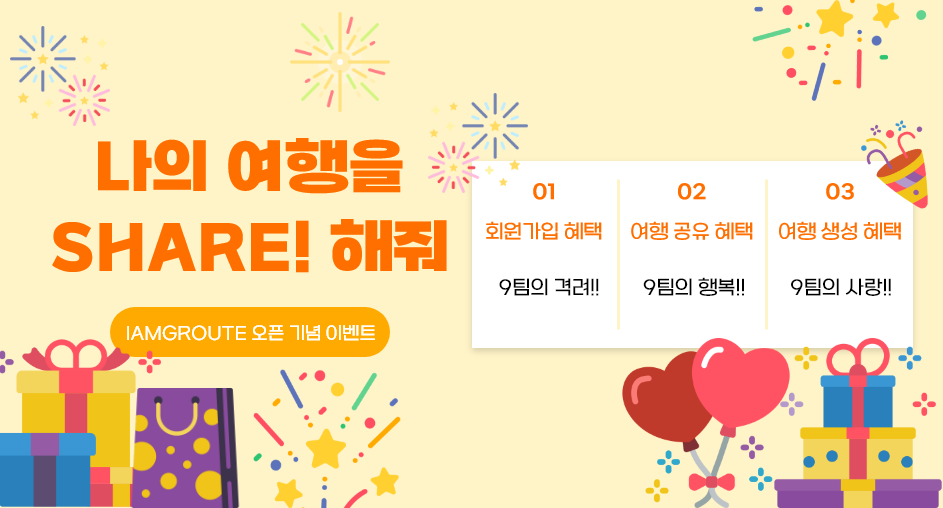 나의 여행을
SHARE! 해줘
IAMGROUTE 오픈 기념 이벤트
01
회원가입 혜택
9팀의 격려!!
02
여행 공유 혜택
9팀의 행복!!
03
여행 생성 혜택
9팀의 사랑!!